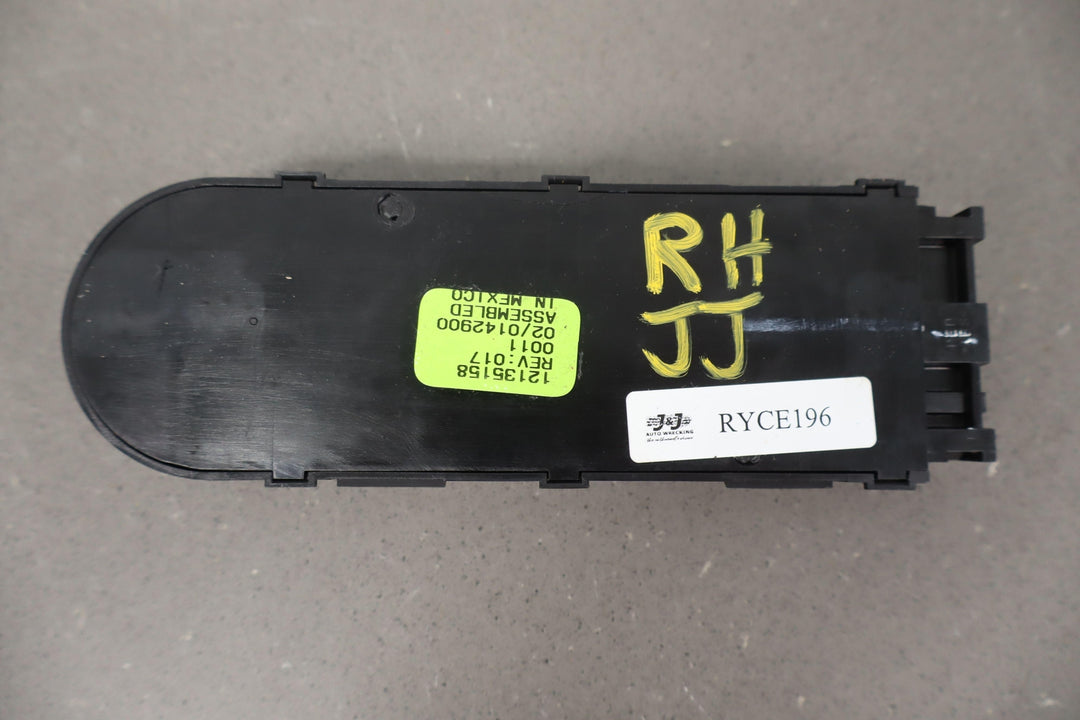 RH
JJ
12135158
REV:017
0011
02/0142900
ASSEMBLED
IN MEXICO
J&J
AUTO WRECKING
RYCE196